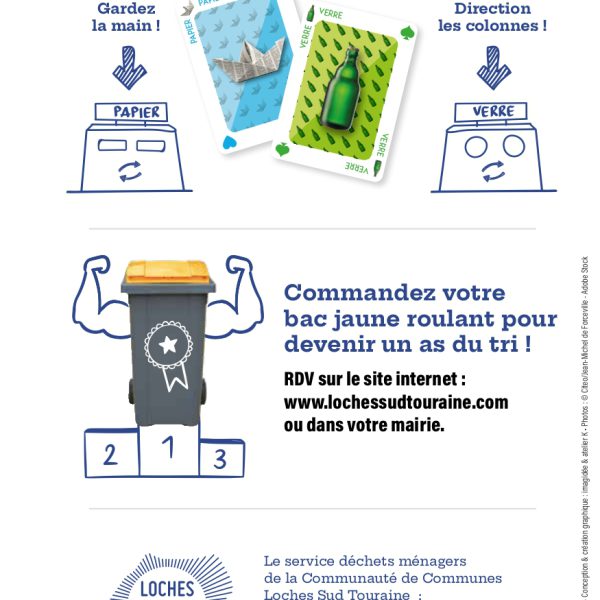 Gardez
la main !
PAPIER
PAPIER
PAPIER
VERRE
VERRE
VERRE
Direction
les colonnes !
VERRE
Commandez votre
bac jaune roulant pour
devenir un as du tri !
RDV sur le site internet :
www.lochessudtouraine.com
ou dans votre mairie.
2
1
3
LOCHES
Le service déchets ménagers
de la Communauté de Communes
Loches Sud Touraine :
Conception & création graphique : imagidée & atelier K - Photos : © Citeo/Jean-Michel de Forceville - Adobe Stock